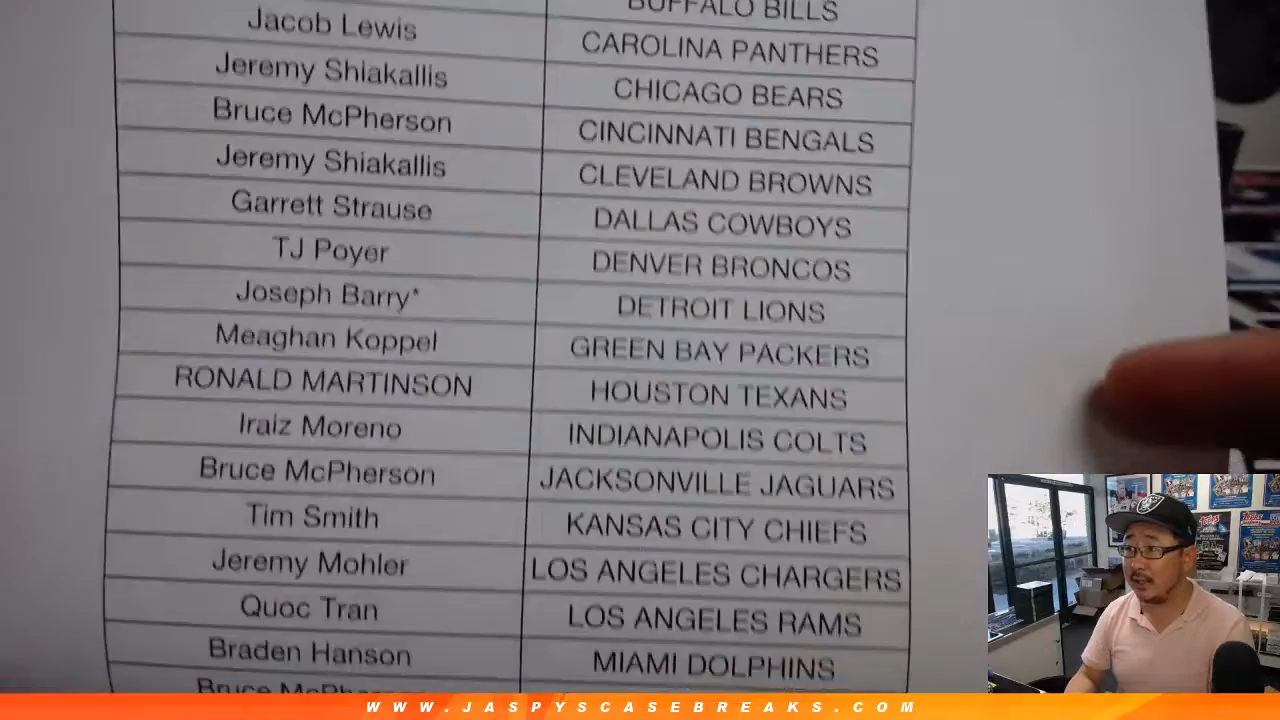 BUFFALO BILLS
Jacob Lewis CAROLINA PANTHERS
Jeremy Shiakallis CHICAGO BEARS
Bruce McPherson CINCINNATI BENGALS
Jeremy Shiakallis CLEVELAND BROWNS
Garrett Strause DALLAS COWBOYS
TJ Poyer DENVER BRONCOS
Joseph Barry* DETROIT LIONS
Meaghan Koppel GREEN BAY PACKERS
RONALD MARTINSON HOUSTON TEXANS
Iraiz Moreno INDIANAPOLIS COLTS
Bruce McPherson JACKSONVILLE JAGUARS
Tim Smith KANSAS CITY CHIEFS
Jeremy Mohler LOS ANGELES CHARGERS
Quoc Tran LOS ANGELES RAMS
Braden Hanson MIAMI DOLPHINS
Bruce
WWW.JASPYSCASEBREAKS.COM